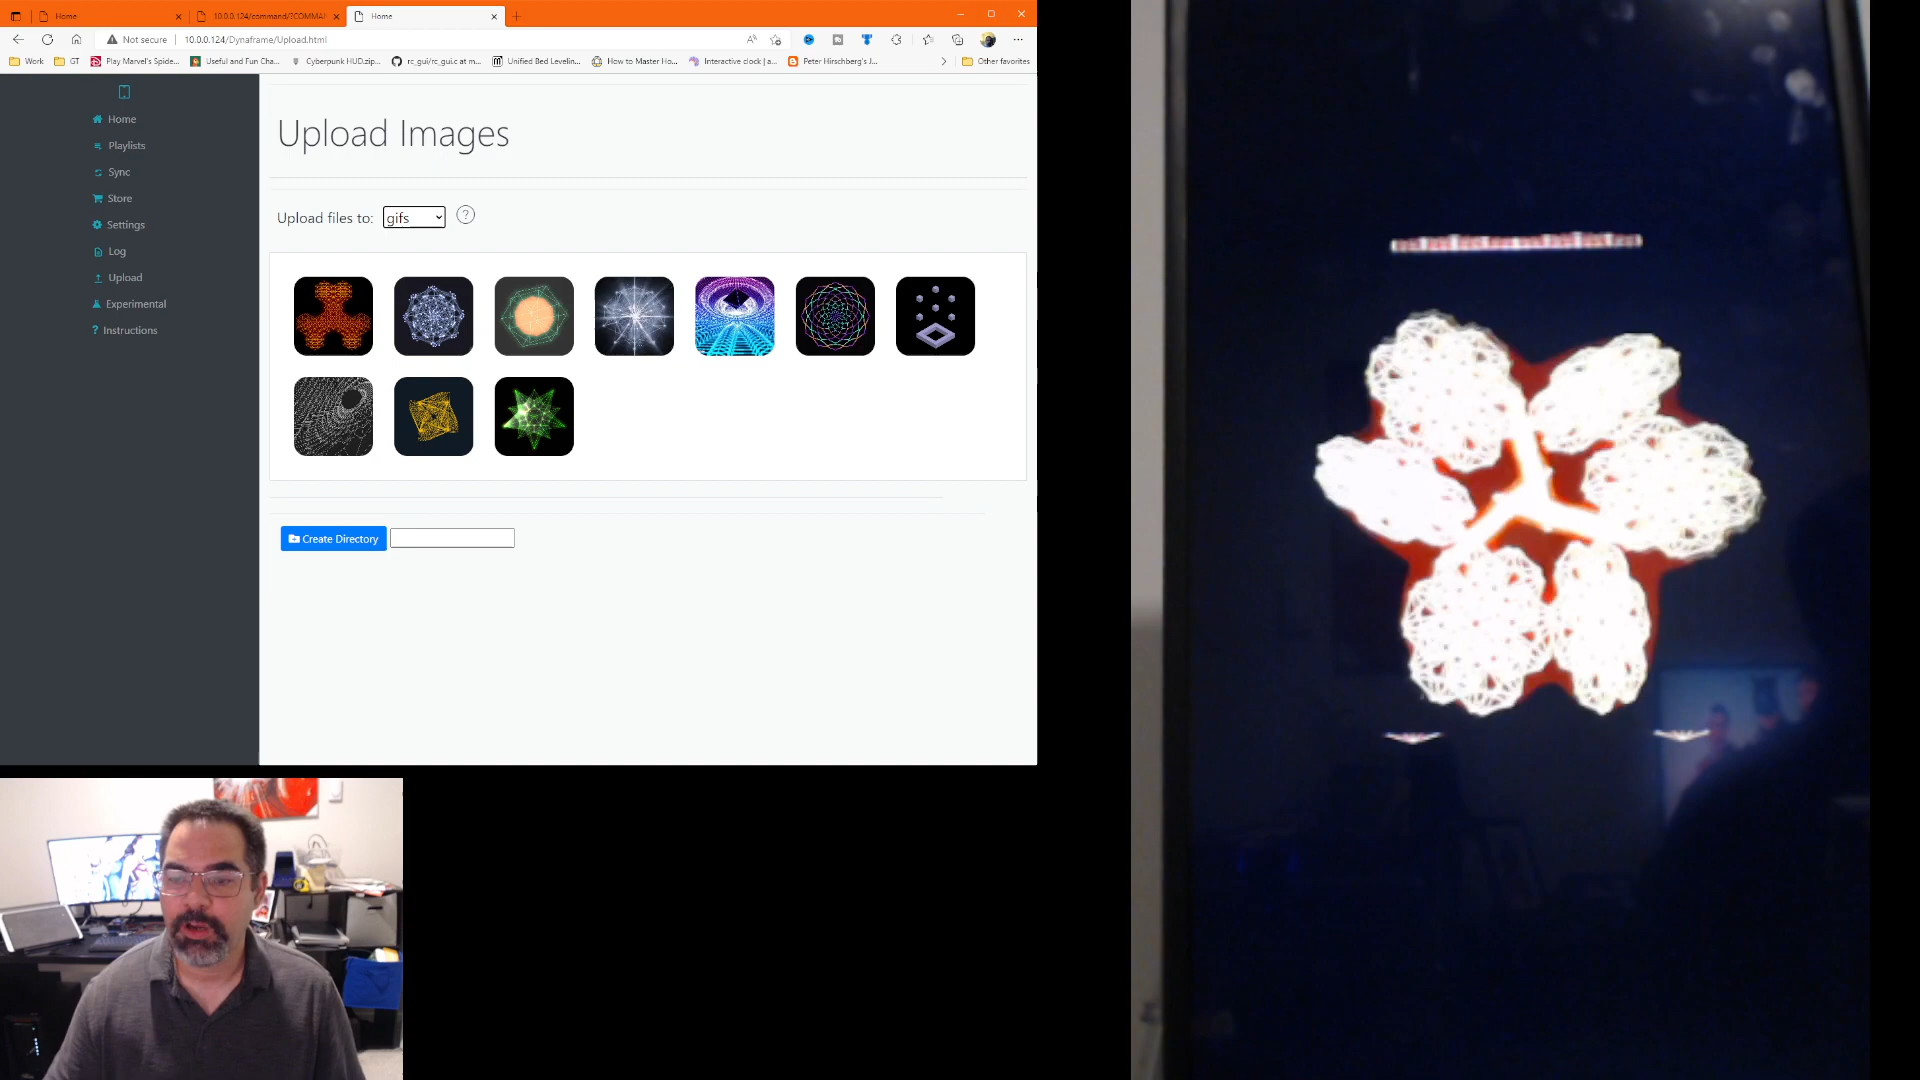 Home
10.0.0.124/command/?COMMA
Home
Not secure
10.0.0.124/Dynaframe/Upload.html
Work
GT
Play Marvel's Spide...
Useful and Fun Cha...
Cyberpunk HUD.zip...
rc_gui/rc_gui.c at m...
Unified Bed Levelin...
How to Master Ho...
Interactive clock | a...
Peter Hirschberg's J...
Other favorites
Home
Playlists
Sync
Store
Settings
Log
Upload
Experimental
? Instructions
Upload Images
Upload files to:
gifs
?
Create Directory